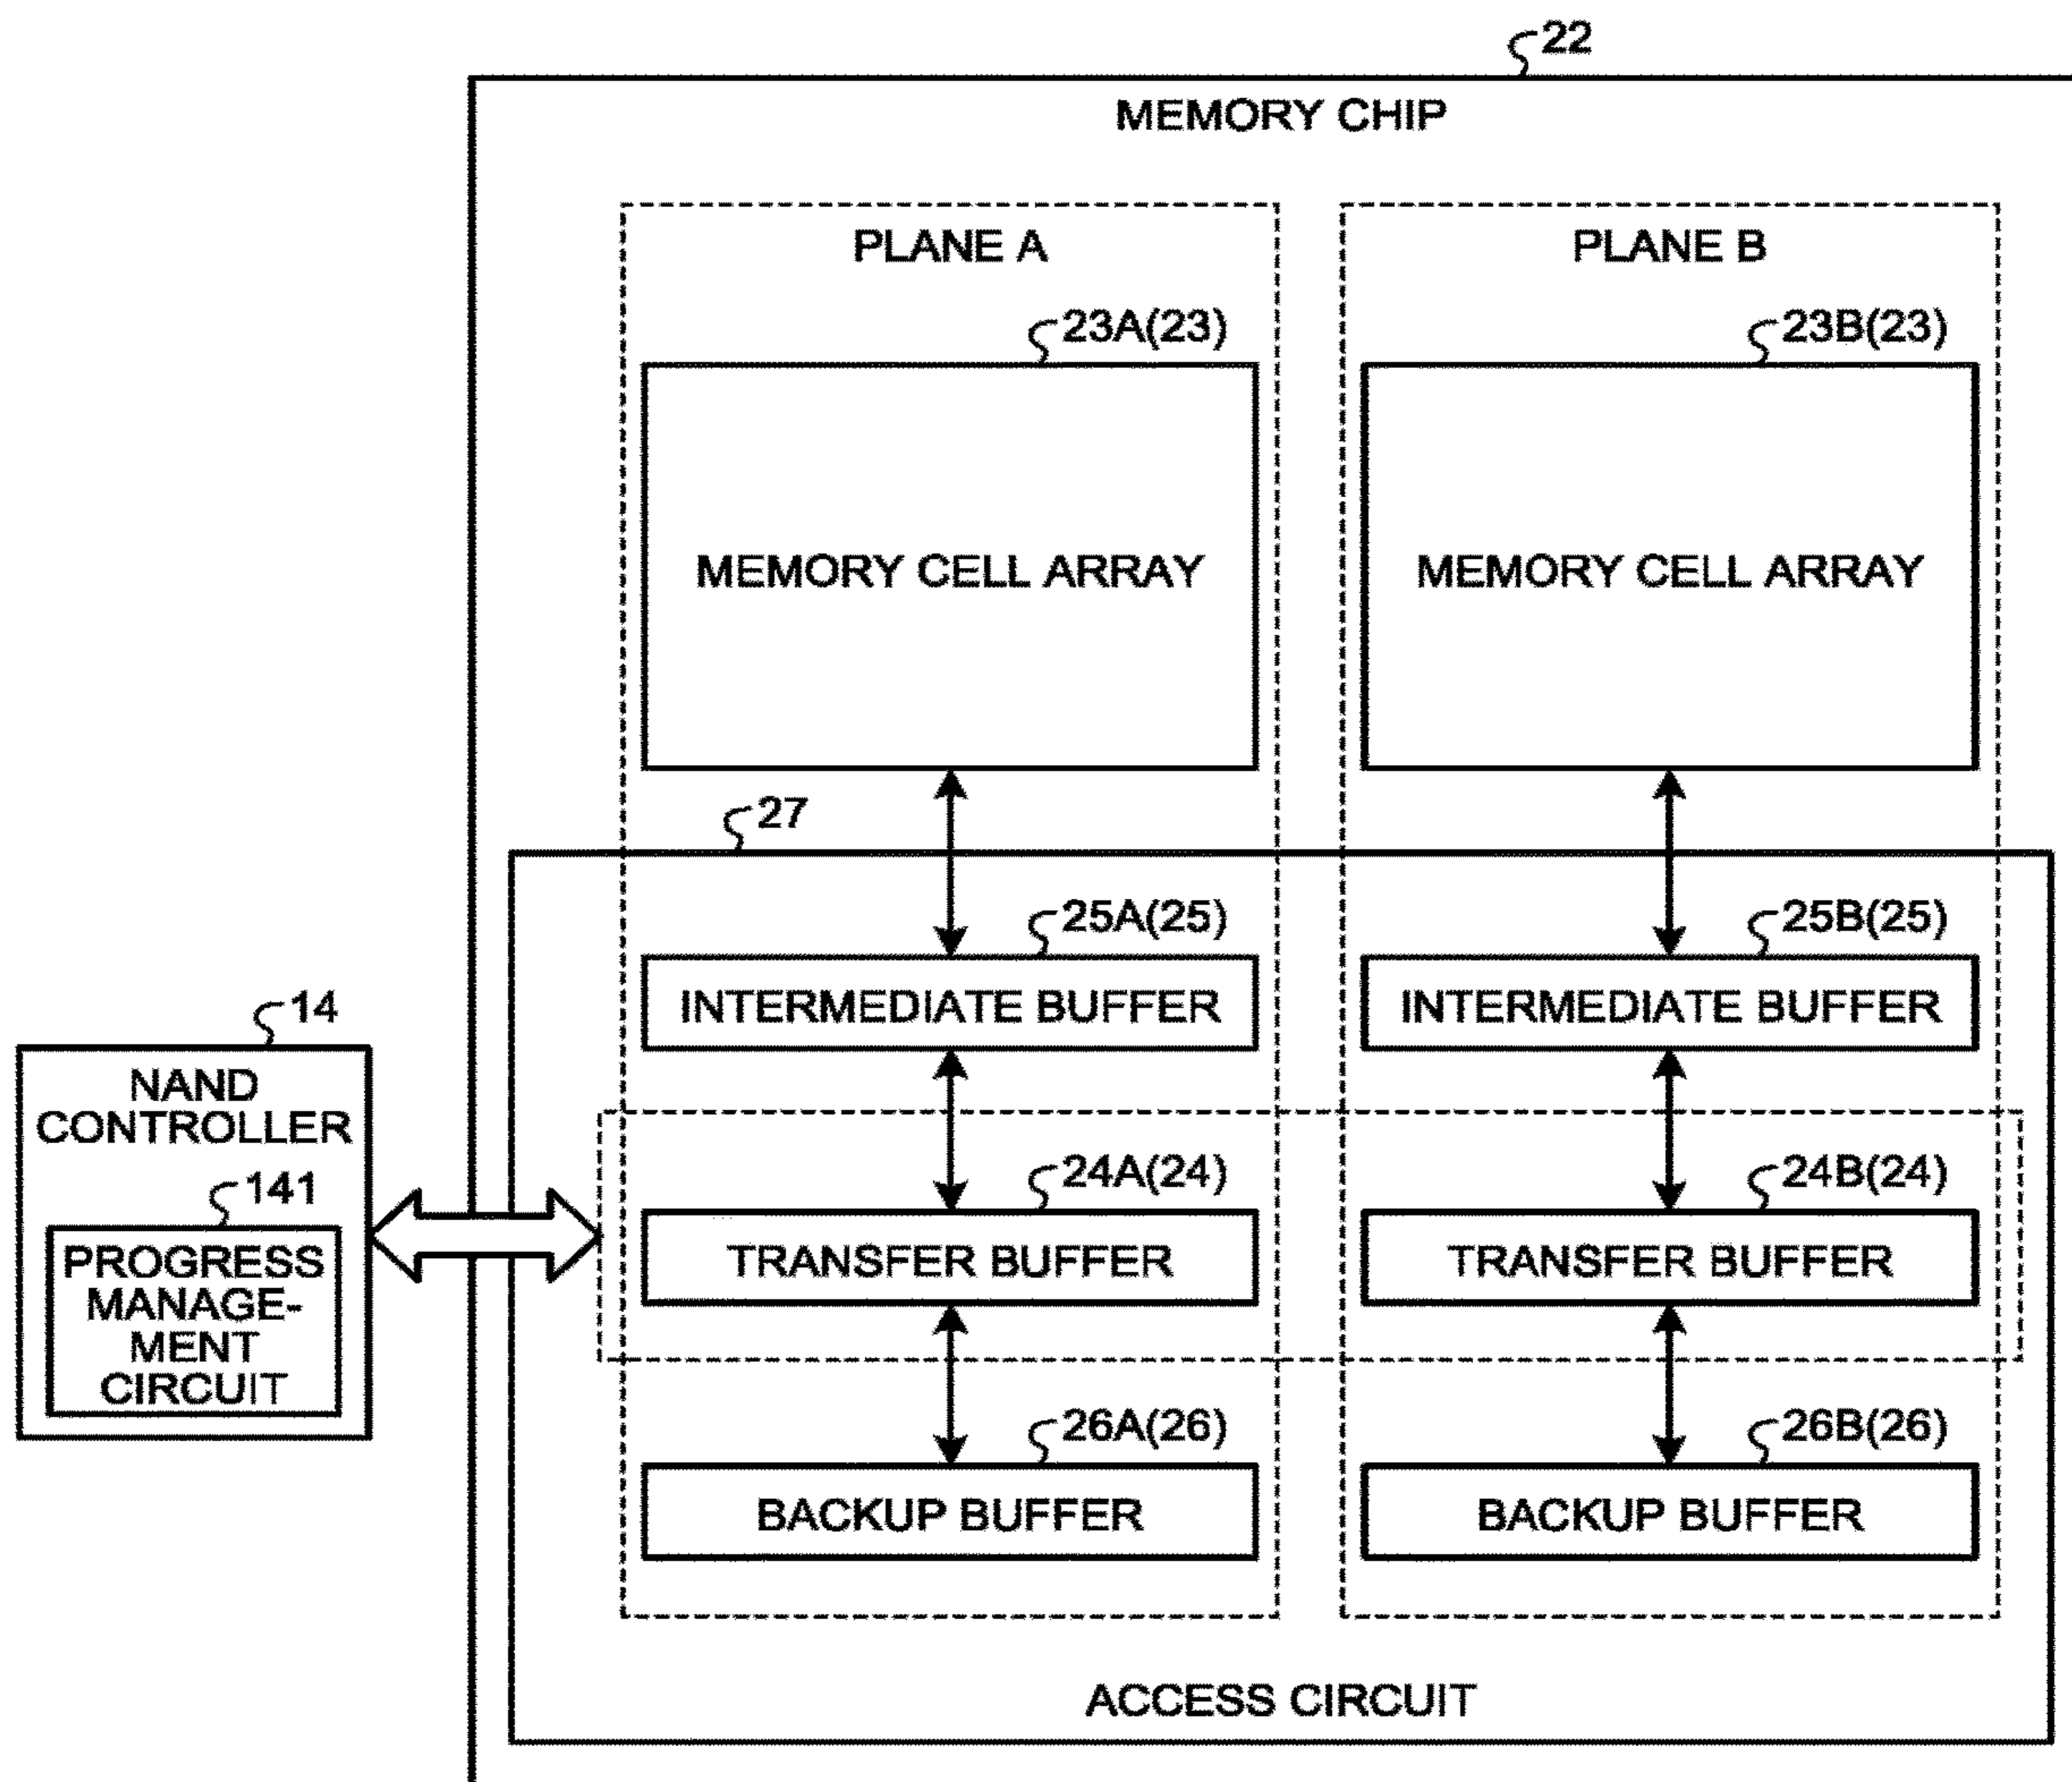 22
MEMORY CHIP
PLANE A
PLANE B
23A(23)
23B(23)
MEMORY CELL ARRAY
MEMORY CELL ARRAY
27
25A(25)
25B(25)
INTERMEDIATE BUFFER
INTERMEDIATE BUFFER
14
NAND
CONTROLLER
141
PROGRESS
MANAGE-
MENT
CIRCUIT
24A(24)
24B(24)
TRANSFER BUFFER
TRANSFER BUFFER
26A(26)
26B(26)
BACKUP BUFFER
BACKUP BUFFER
ACCESS CIRCUIT